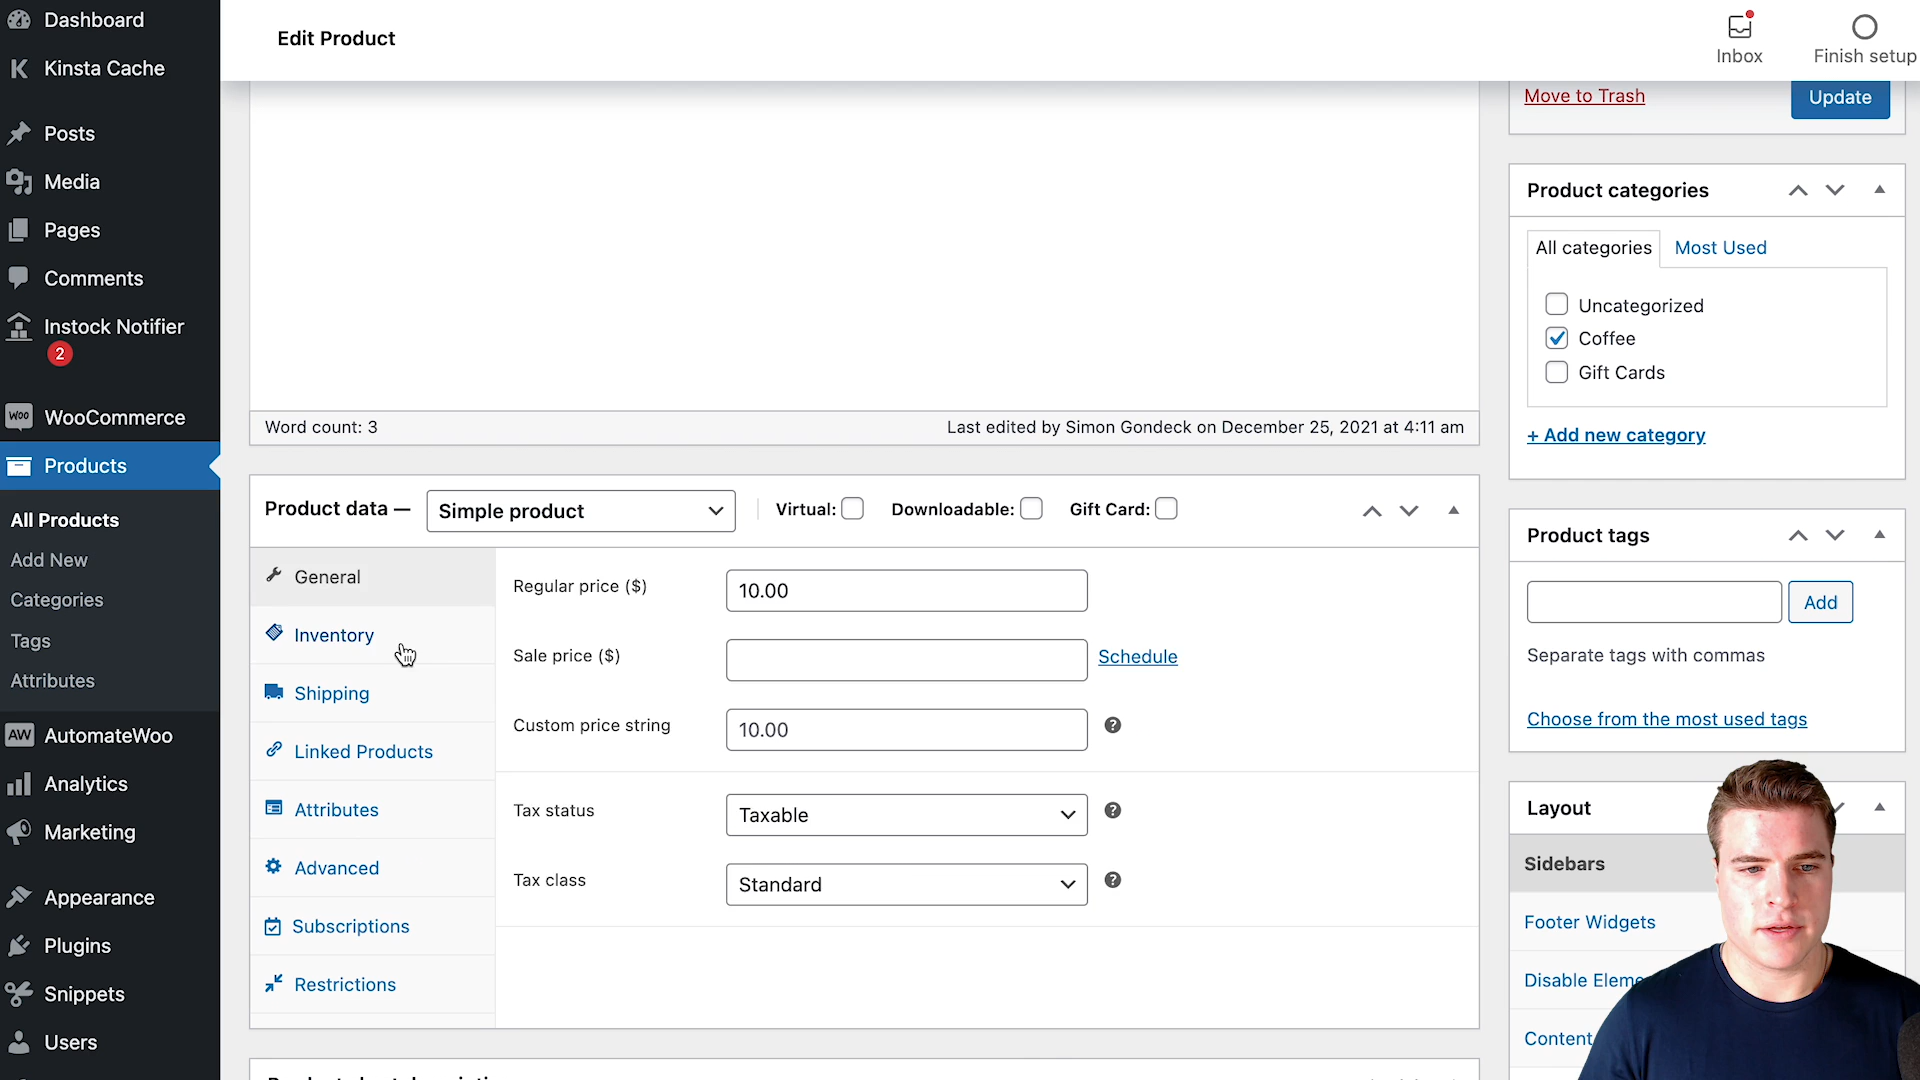 Dashboard
Kinsta Cache
Posts
Media
Pages
Comments
Instock Notifier
2
WooCommerce
Products
All Products
Add New
Categories
Tags
Attributes
AW AutomateWoo
Analytics
Marketing
Appearance
Plugins
Snippets
Users
Edit Product
Inbox
Finish setup
Word count: 3
Last edited by Simon Gondeck on December 25, 2021 at 4:11 am
Product data — Simple product
Virtual:
Downloadable:
Gift Card:
General
Inventory
Shipping
Linked Products
Attributes
Advanced
Subscriptions
Restrictions
Regular price ($) 10.00
Sale price ($) Schedule
Custom price string 10.00
Tax status Taxable
Tax class Standard
Move to Trash
Update
Product categories
All categories Most Used
Uncategorized
Coffee
Gift Cards
+ Add new category
Product tags
Add
Separate tags with commas
Choose from the most used tags
Layout
Sidebars
Footer Widgets
Disable
Content